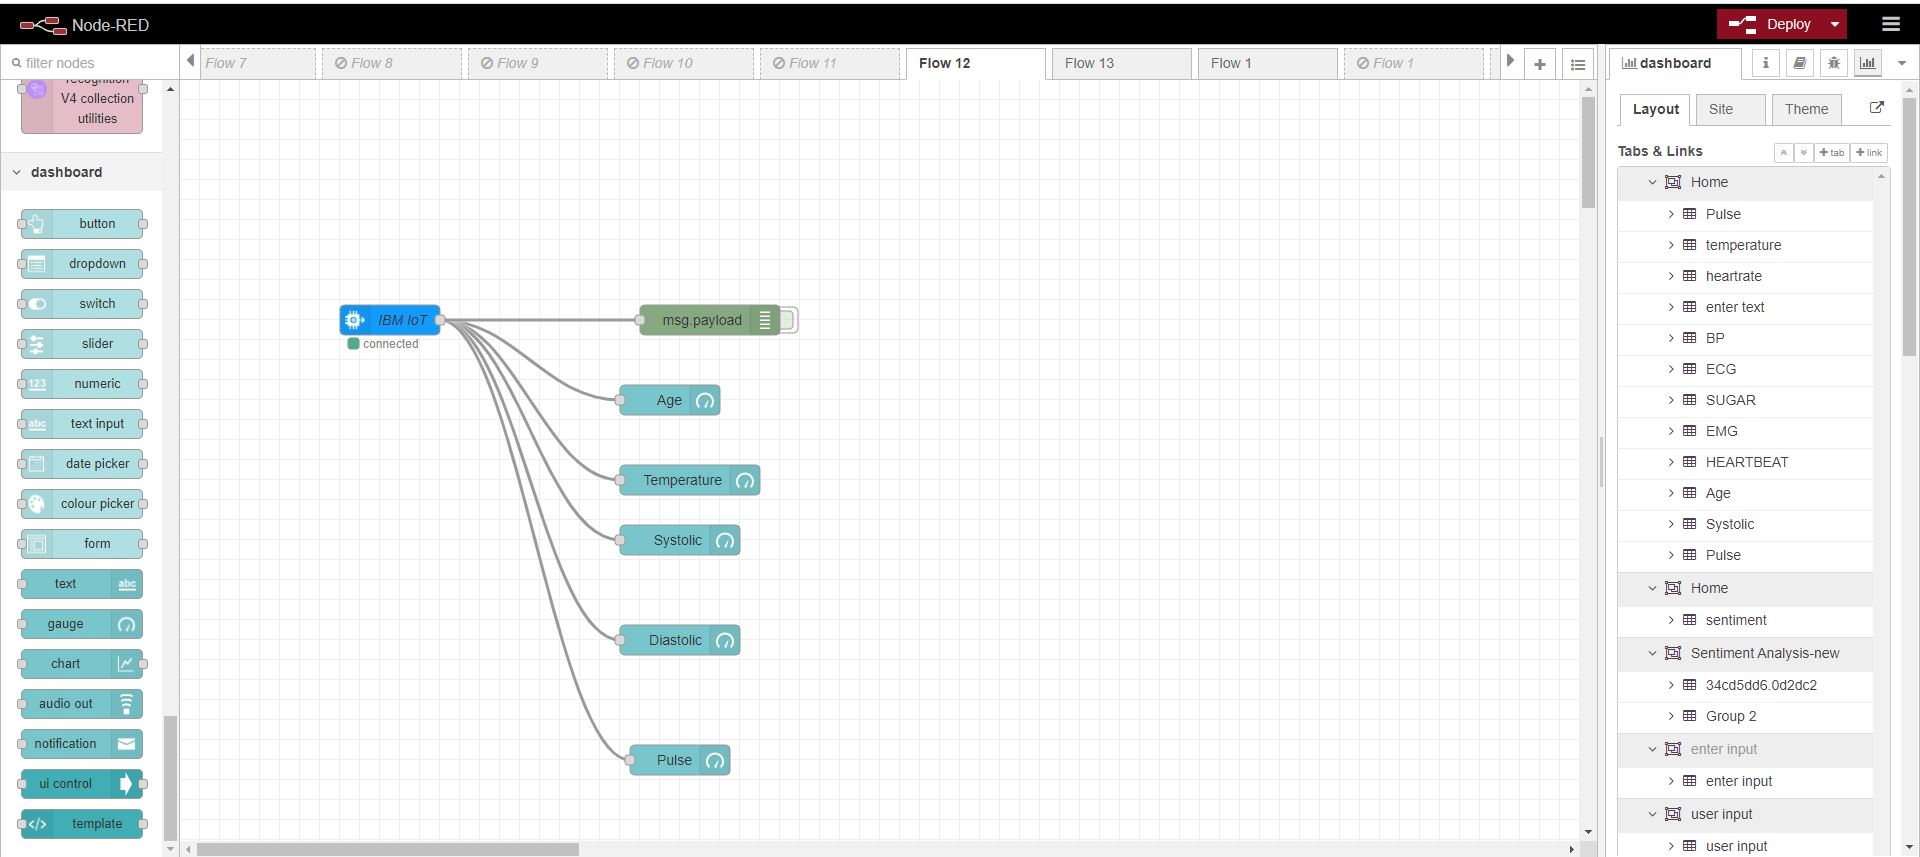 Node-RED
Deploy
filter nodes
Flow 7
Flow 8
Flow 9
Flow 10
Flow 11
Flow 12
Flow 13
Flow 1
Flow 1
dashboard
recognition
V4 collection
utilities
dashboard
button
dropdown
switch
slider
123 numeric
abc text input
date picker
colour picker
form
text abc
gauge
chart
audio out
notification
ui control
</> template
IBM IoT
connected
msg.payload
Age
Temperature
Systolic
Diastolic
Pulse
Layout
Site
Theme
Tabs & Links
+ tab
+ link
Home
Pulse
temperature
heartrate
enter text
BP
ECG
SUGAR
EMG
HEARTBEAT
Age
Systolic
Pulse
Home
sentiment
Sentiment Analysis-new
34cd5dd6.0d2dc2
Group 2
enter input
enter input
user input
user input